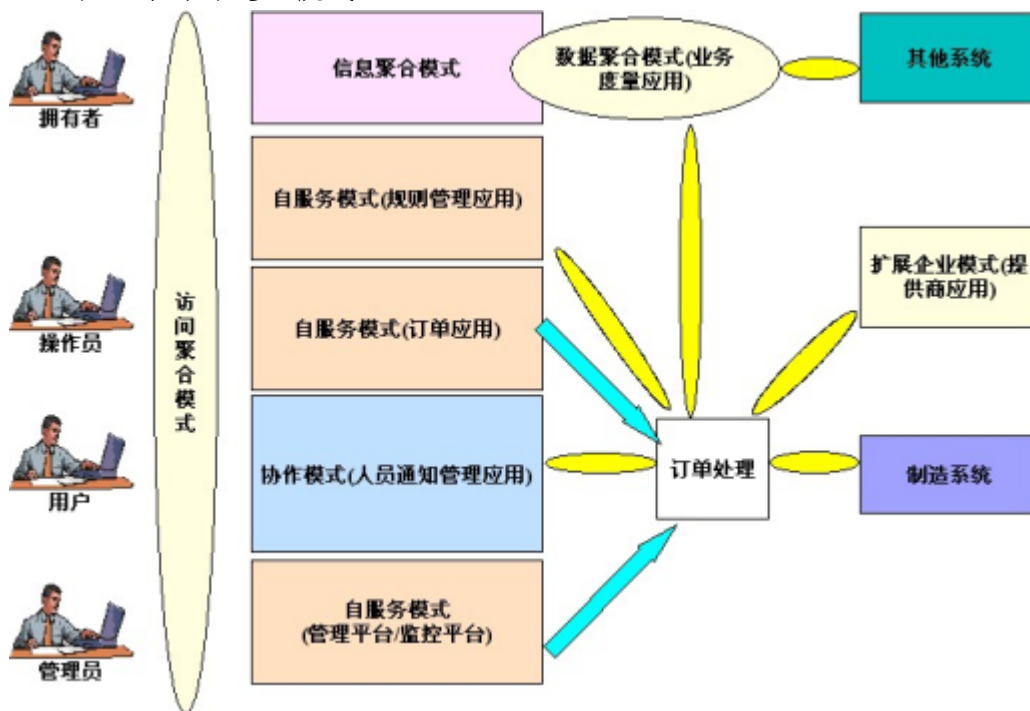 拥有者
操作员
用户
管理员
访
问
聚
合
模
式
信息聚合模式
数据聚合模式(业务
度量应用)
其他系统
自服务模式(规则管理应用)
自服务模式(订单应用)
扩展企业模式(提
供商应用)
协作模式(人员通知管理应用)
订单处理
制造系统
自服务模式
(管理平台/监控平台)